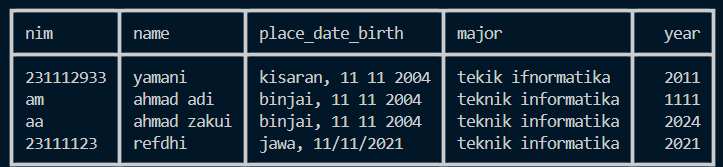 nim name place_date_birth major year
231112933 yamani kisaran, 11 11 2004 tekik ifnormatika 2011
am ahmad adi binjai, 11 11 2004 teknik informatika 1111
aa ahmad zakui binjai, 11 11 2004 teknik informatika 2024
23111123 refdhi jawa, 11/11/2021 teknik informatika 2021